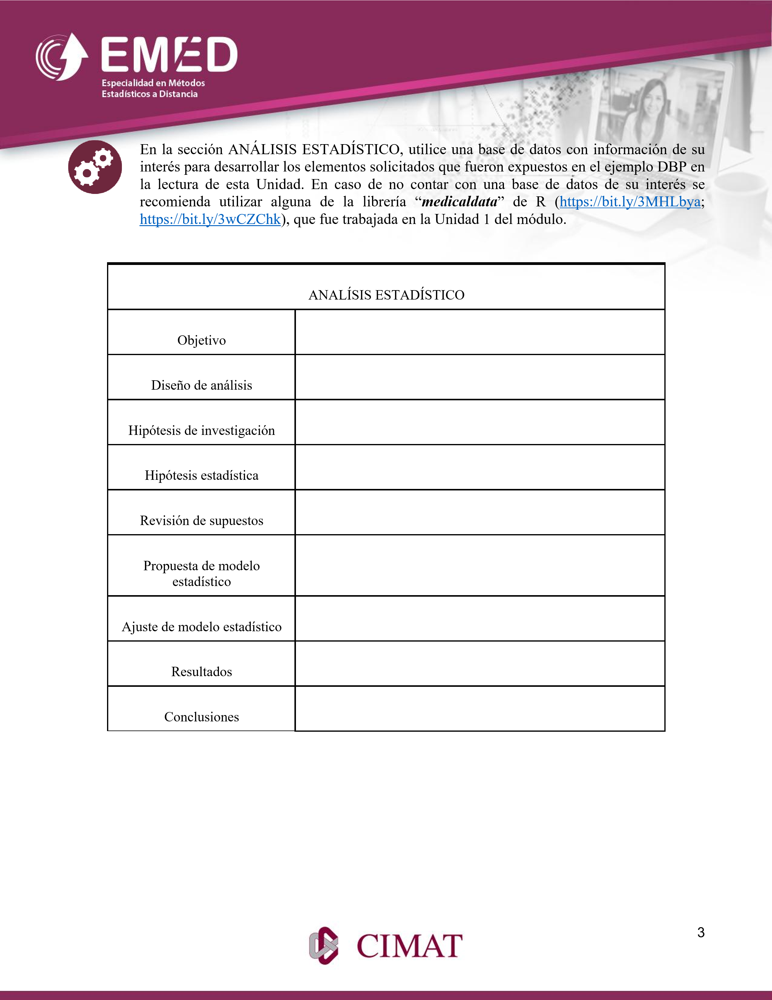 EMED
Especialidad en Métodos
Estadísticos a Distancia
En la sección ANÁLISIS ESTADÍSTICO, utilice una base de datos con información de su
interés para desarrollar los elementos solicitados que fueron expuestos en el ejemplo DBP en
la lectura de esta Unidad. En caso de no contar con una base de datos de su interés se
recomienda utilizar alguna de la librería “medicaldata” de R (https://bit.ly/3MHLbya;
https://bit.ly/3wCZChk), que fue trabajada en la Unidad 1 del módulo.
ANALÍSIS ESTADÍSTICO
Objetivo
Diseño de análisis
Hipótesis de investigación
Hipótesis estadística
Revisión de supuestos
Propuesta de modelo
estadístico
Ajuste de modelo estadístico
Resultados
Conclusiones
CIMAT
3